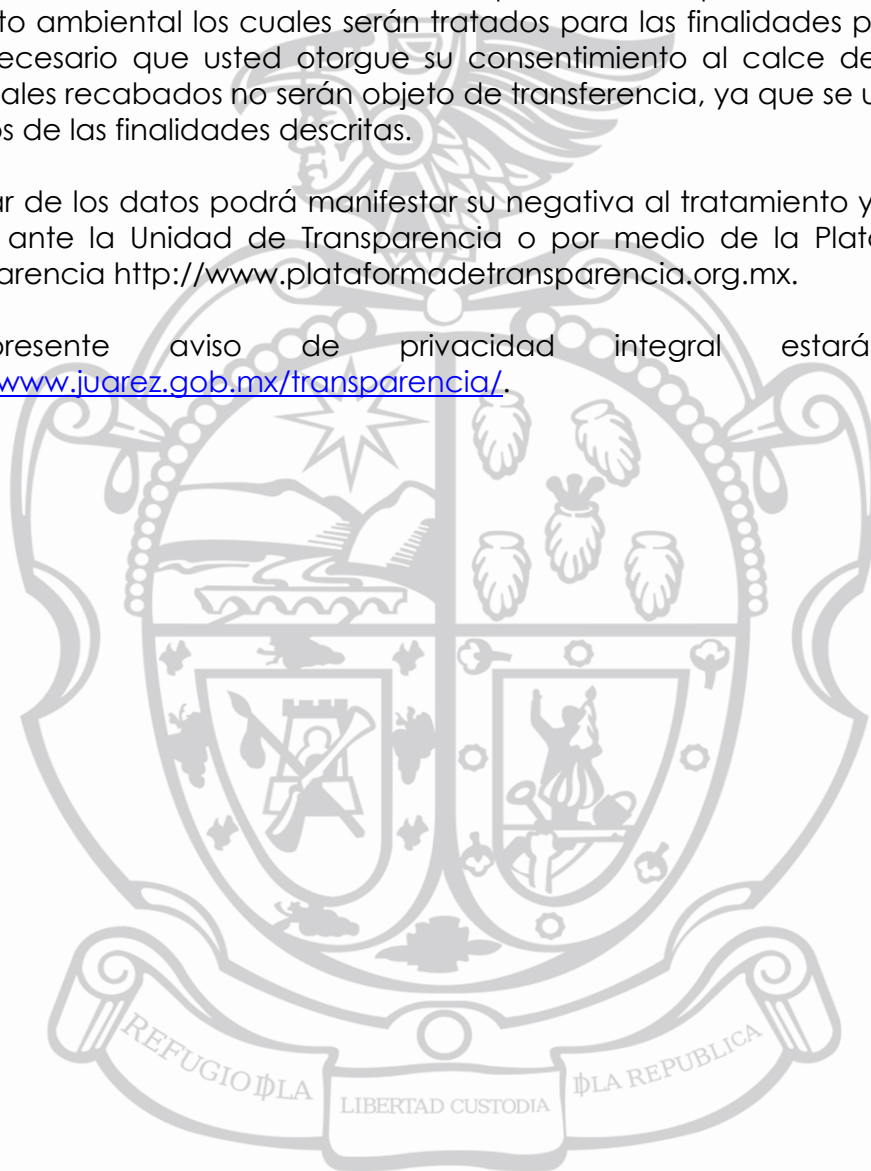 to ambiental los cuales serán tratados para las finalidades p
ecesario que usted otorgue su consentimiento al calce de
ales recabados no serán objeto de transferencia, ya que se u
os de las finalidades descritas.
ar de los datos podrá manifestar su negativa al tratamiento y
ante la Unidad de Transparencia o por medio de la Plat
parencia http://www.plataformadetransparencia.org.mx.
presente aviso de privacidad integral estará
www.juarez.gob.mx/transparencia/.
REFUGIO DLA
LIBERTAD CUSTODIA
DLA REPUBLICA